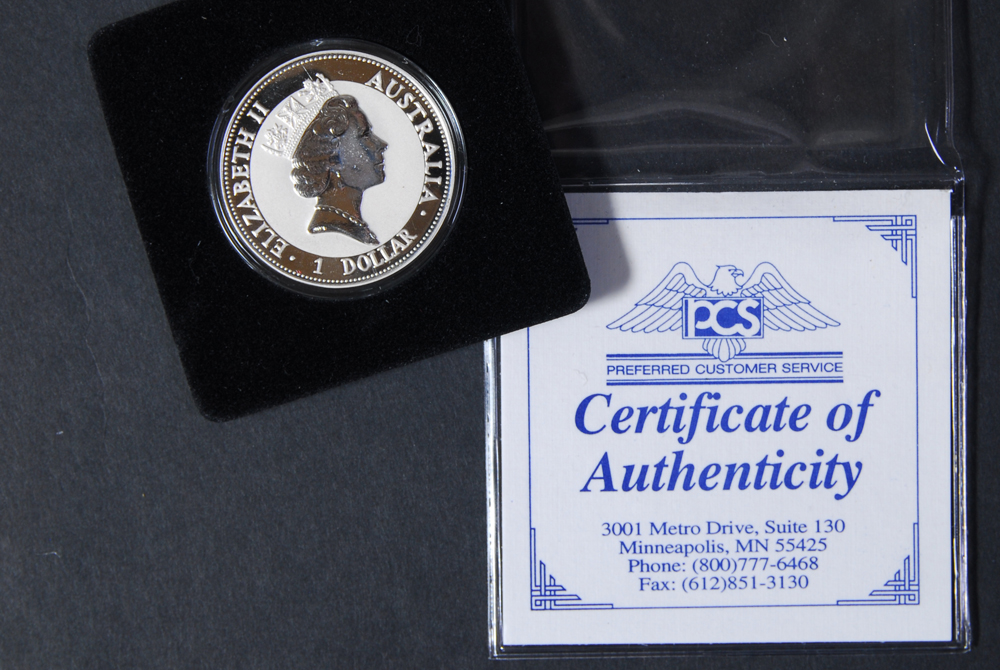 ELIZABETH II
AUSTRALIA
1 DOLLAR
PCS
PREFERRED CUSTOMER SERVICE
Certificate of
Authenticity
3001 Metro Drive, Suite 130
Minneapolis, MN 55425
Phone: (800)777-6468
Fax: (612)851-3130